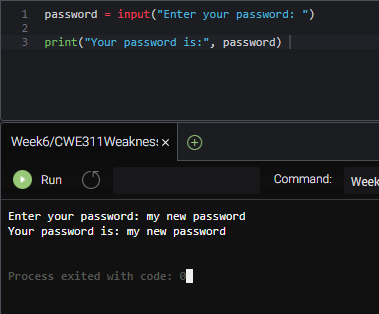 1 password = input("Enter your password: ")
2
3 print("Your password is:", password)
Week6/CWE311Weakness ×
Run Command: Week
Enter your password: my new password
Your password is: my new password
Process exited with code: 0